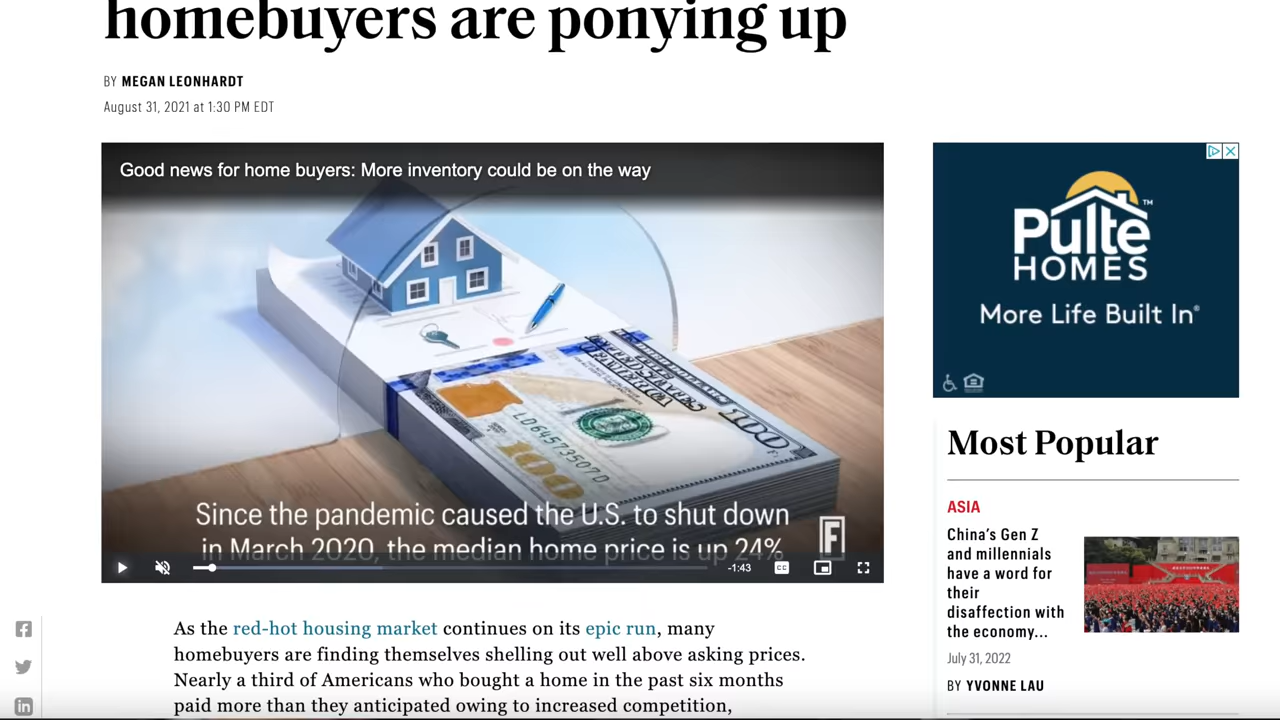 homebuyers are ponying up
BY MEGAN LEONHARDT
August 31, 2021 at 1:30 PM EDT
Good news for home buyers: More inventory could be on the way
LD64573507D
100
100
Since the pandemic caused the U.S. to shut down
in March 2020, the median home price is up 24%
F
-1:43
CC
As the red-hot housing market continues on its epic run, many
homebuyers are finding themselves shelling out well above asking prices.
Nearly a third of Americans who bought a home in the past six months
paid more than they anticipated owing to increased competition,
Pulte™
HOMES
More Life Built In®
Most Popular
ASIA
China's Gen Z
and millennials
have a word for
their
disaffection with
the economy...
July 31, 2022
BY YVONNE LAU